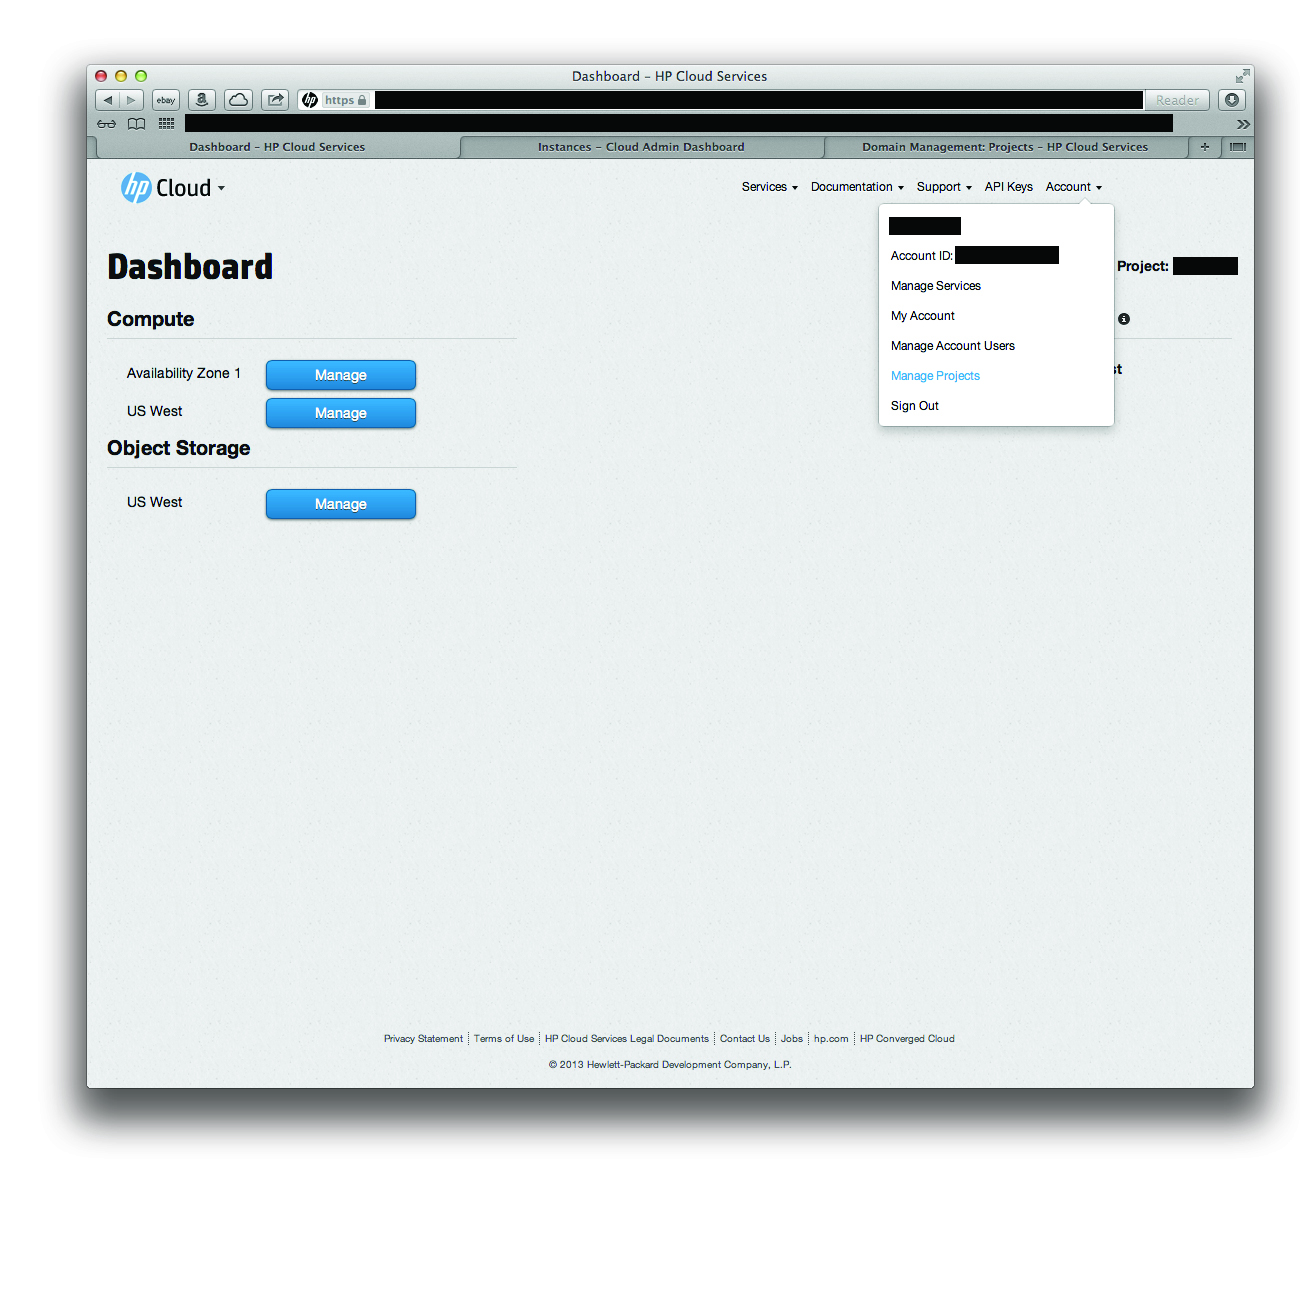 Dashboard – HP Cloud Services
ebay
a
hp https
Reader
Dashboard – HP Cloud Services
Instances – Cloud Admin Dashboard
Domain Management: Projects – HP Cloud Services
+
hp Cloud
Services
Documentation
Support
API Keys
Account
Account ID:
Manage Services
My Account
Manage Account Users
Manage Projects
Sign Out
Dashboard
Project:
Compute
i
Availability Zone 1 Manage
US West Manage
Object Storage
US West Manage
Privacy Statement
Terms of Use
HP Cloud Services Legal Documents
Contact Us
Jobs
hp.com
HP Converged Cloud
© 2013 Hewlett-Packard Development Company, L.P.